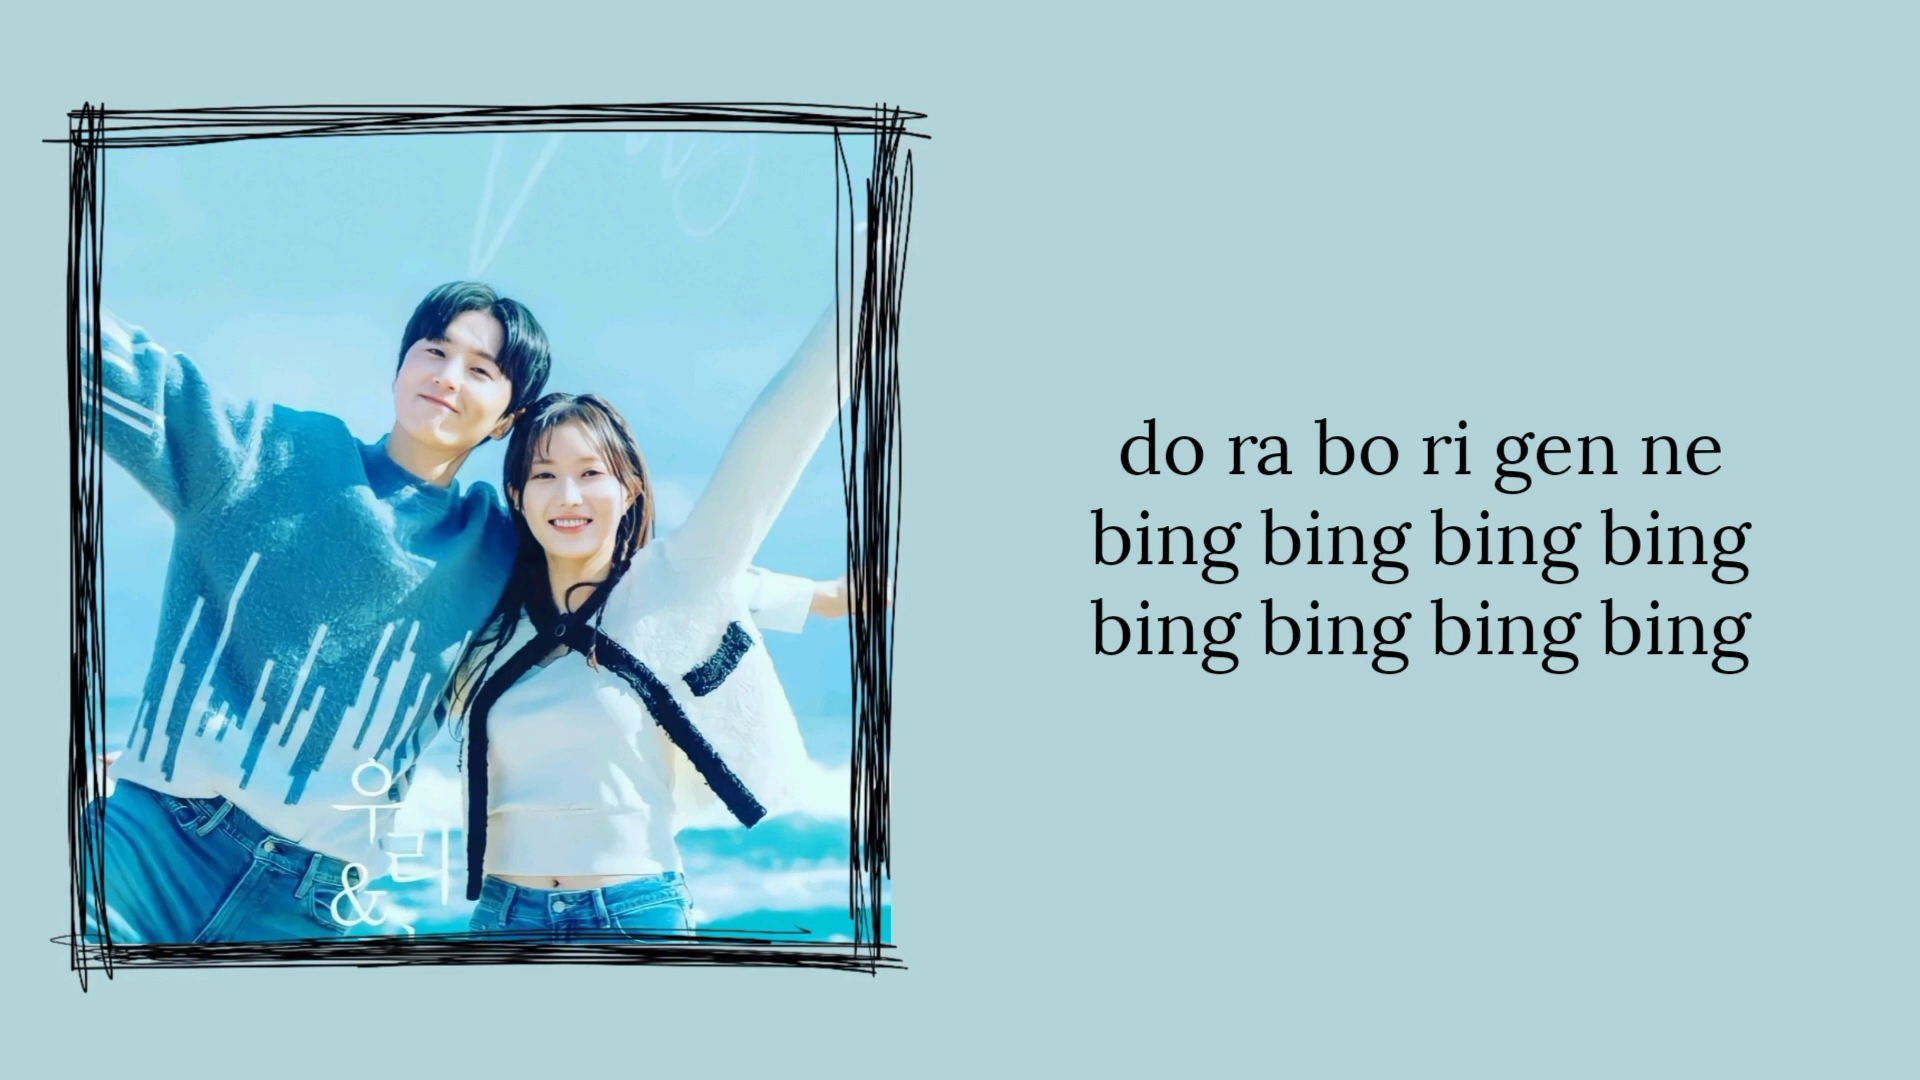 우
리
&
do ra bo ri gen ne
bing bing bing bing
bing bing bing bing